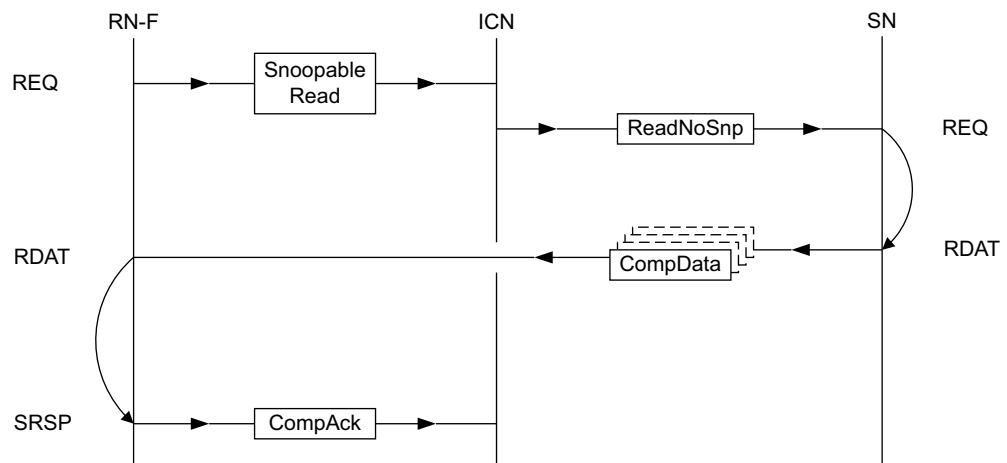 RN-F
ICN
SN
REQ
Snoopable
Read
ReadNoSnp
REQ
RDAT
CompData
RDAT
SRSP
CompAck